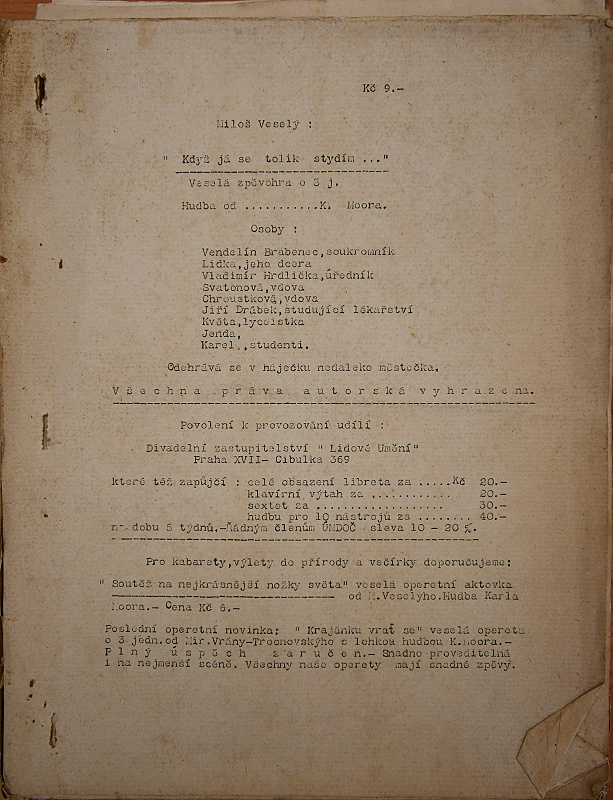 Kč 9.-
Miloš Veselý :
" Když já se tolik stydím ..."
Veselá zpěvohra o 3 j.
Hudba od ...........K. Moora.
Osoby :
Vendelín Brabenec,soukromník
Lidka,jeho dcera
Vladimír Hrdlička,úředník
Svatoňová,vdova
Chroustková,vdova
Jiří Drábek,studující lékařství
Květa,lyceistka
Jenda,
Karel,,studenti.
Odehrává se v háječku nedaleko městečka.
Všechna práva autorská vyhrazena.
Povolení k provozování udílí :
Divadelní zastupitelství " Lidové Umění"
Praha XVII- Cibulka 369
které též zapůjčí : celé obsazení libreta za .....Kč 20.-
klavírní výtah za ........... 20.-
sextet za ................... 30.-
hudbu pro 10 nástrojů za ........ 40.-
na dobu 5 týdnů.-Řádným členům ÚMDOČ sleva 10 - 20 %.
Pro kabarety,výlety do přírody a večírky doporučujeme:
" Soutěž na nejkrásnější nožky světa" veselá operetní aktovka
od M.Veselýho.Hudba Karla
Moora.- Cena Kč 6.-
Poslední operetní novinka: " Krajánku vrať se" veselá opereta
o 3 jedn.od Mir.Vrány-Trocnovského s lehkou hudbou K.Moora.-
Plný úspěch zaručen.- Snadno proveditelná
i na nejmenší scéně. Všechny naše operety mají snadné zpěvy.